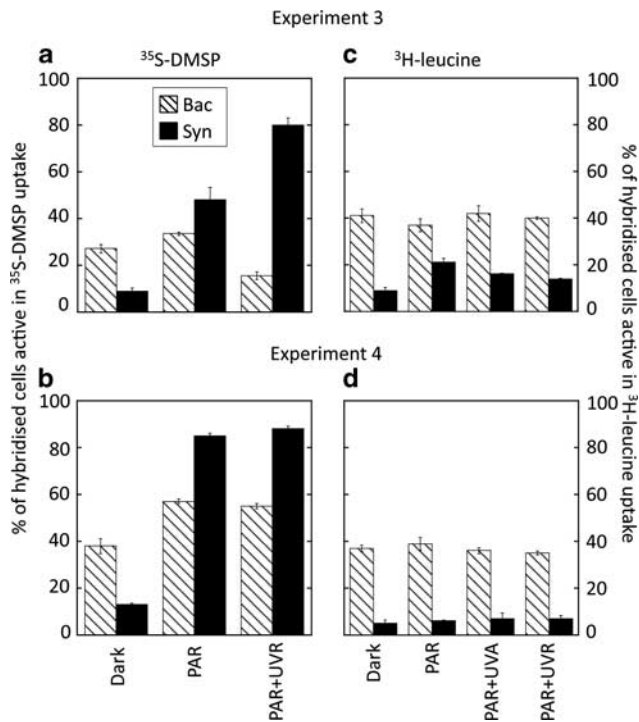 Experiment 3
a
³⁵S-DMSP
c
³H-leucine
Bac
Syn
80
60
40
20
0
100
80
60
40
20
0
% of hybridised cells active in ³⁵S-DMSP uptake
% of hybridised cells active in ³H-leucine uptake
Experiment 4
b
100
80
60
40
20
0
d
100
80
60
40
20
0
Dark
PAR
PAR+UVR
Dark
PAR
PAR+UVA
PAR+UVR